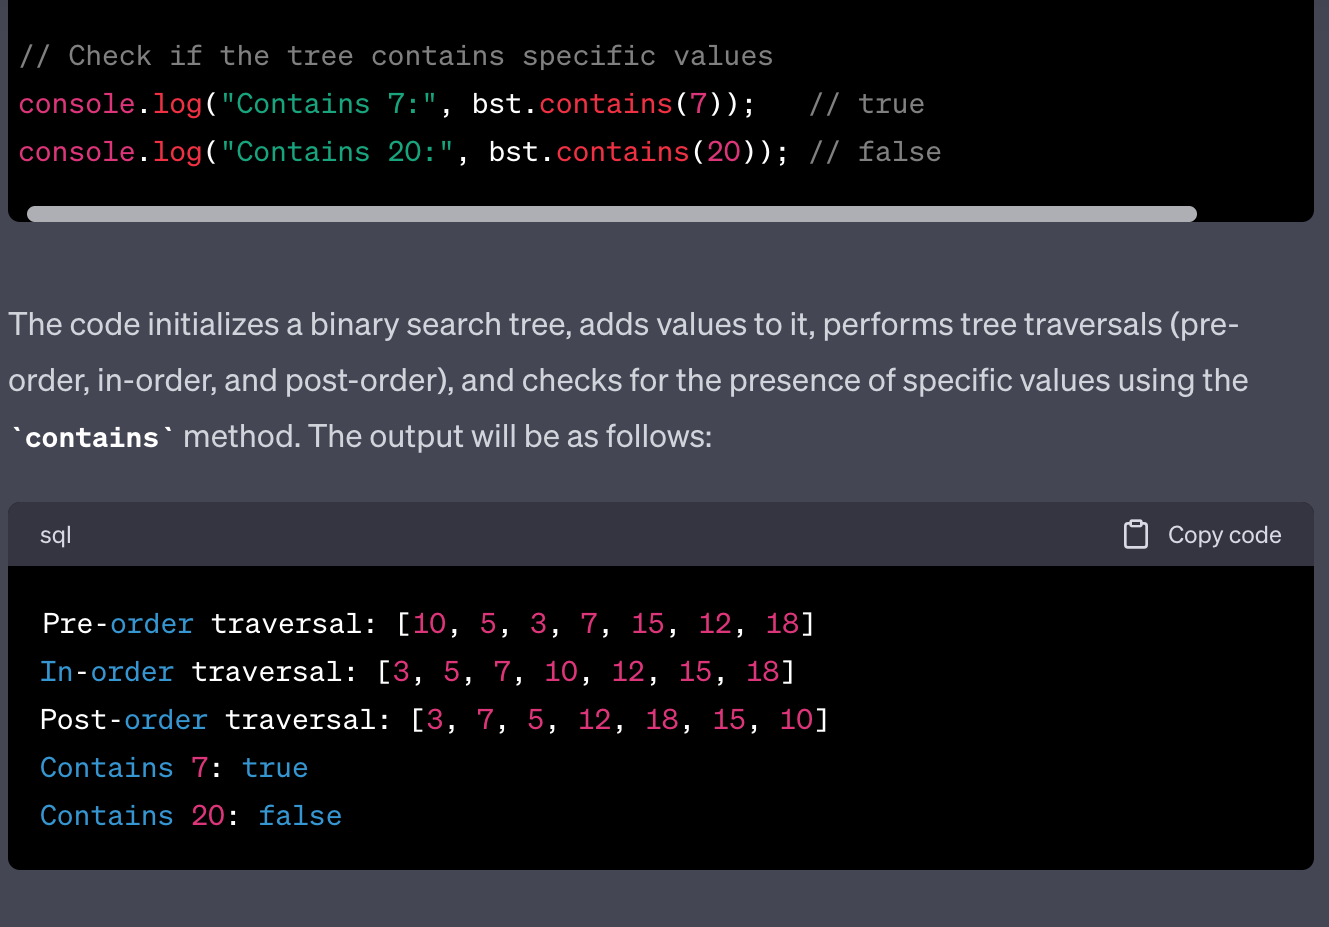 // Check if the tree contains specific values
console.log("Contains 7:", bst.contains(7));   // true
console.log("Contains 20:", bst.contains(20)); // false
The code initializes a binary search tree, adds values to it, performs tree traversals (pre-
order, in-order, and post-order), and checks for the presence of specific values using the
`contains` method. The output will be as follows:
sql
Copy code
Pre-order traversal: [10, 5, 3, 7, 15, 12, 18]
In-order traversal: [3, 5, 7, 10, 12, 15, 18]
Post-order traversal: [3, 7, 5, 12, 18, 15, 10]
Contains 7: true
Contains 20: false